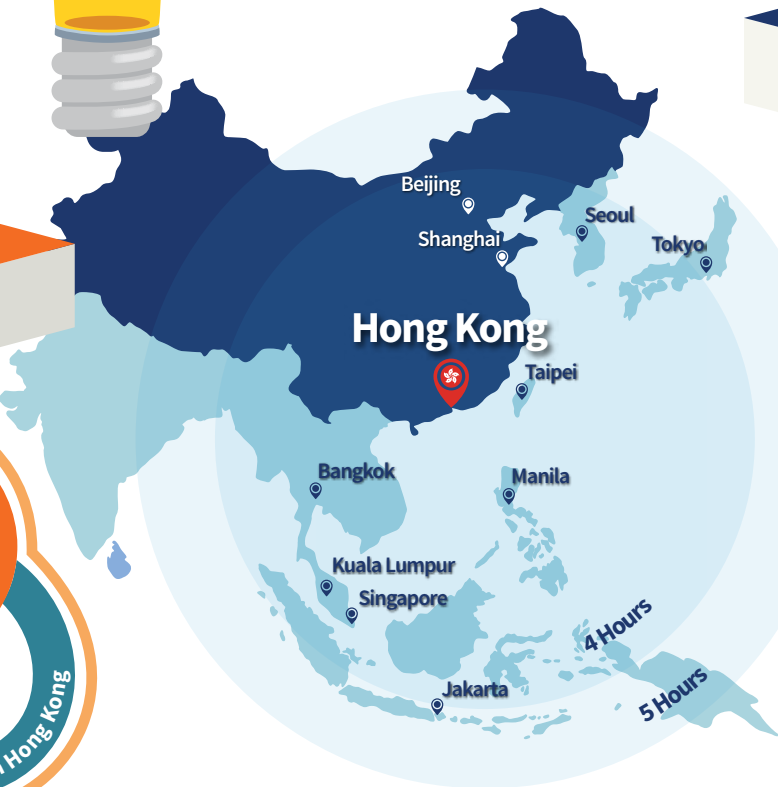 Beijing
Seoul
Shanghai
Tokyo
Hong Kong
Taipei
Bangkok
Manila
Kuala Lumpur
Singapore
4 Hours
Jakarta
5 Hours
Hong Kong